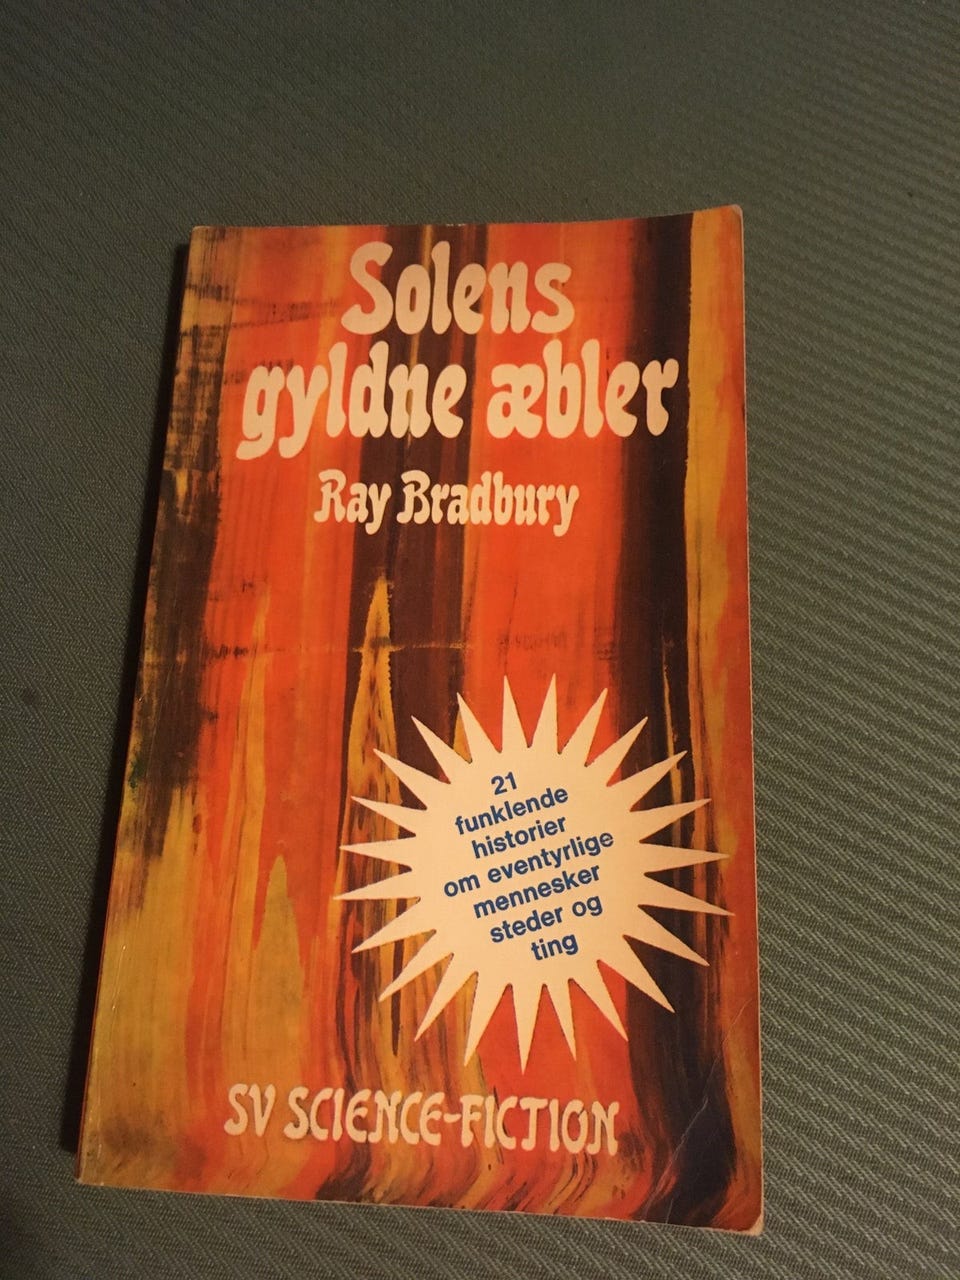 Solens
gyldne æbler
Ray Bradbury
21
funklende
historier
om eventyrlige
mennesker
steder og
ting
SV SCIENCE-FICTION